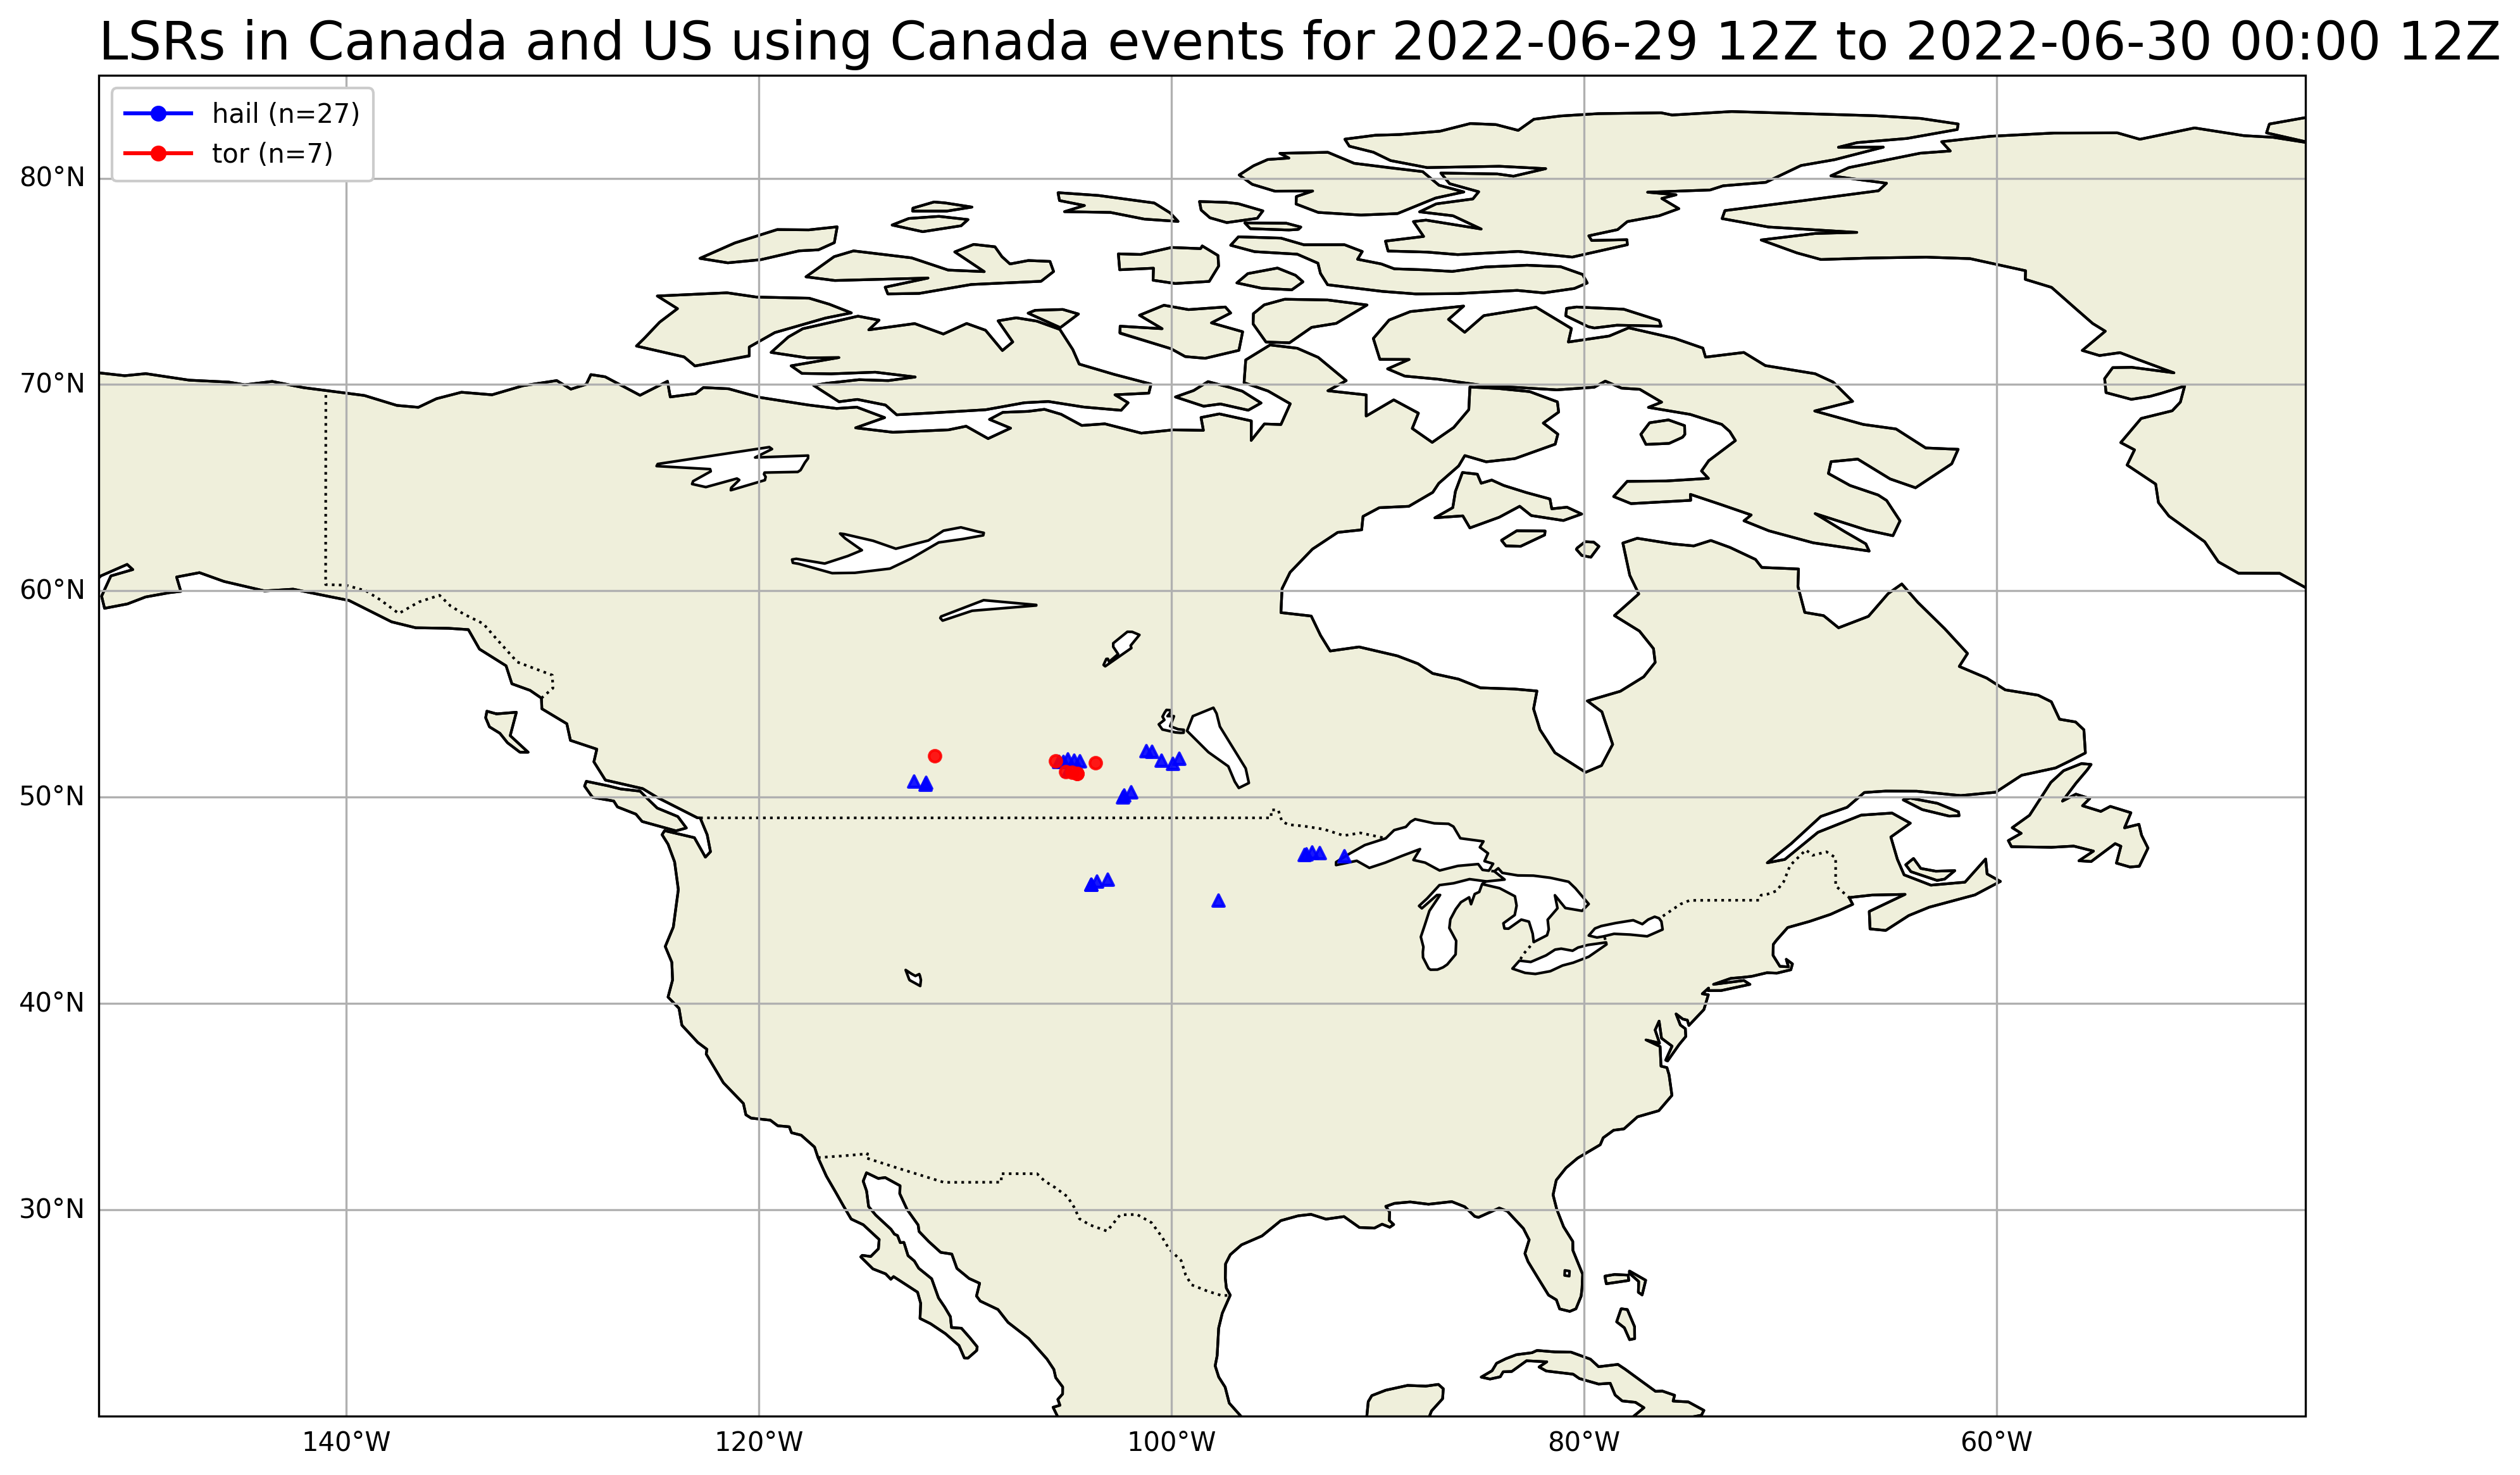 LSRs in Canada and US using Canada events for 2022-06-29 12Z to 2022-06-30 00:00 12Z
hail (n=27)
tor (n=7)
80°N
70°N
60°N
50°N
40°N
30°N
140°W
120°W
100°W
80°W
60°W